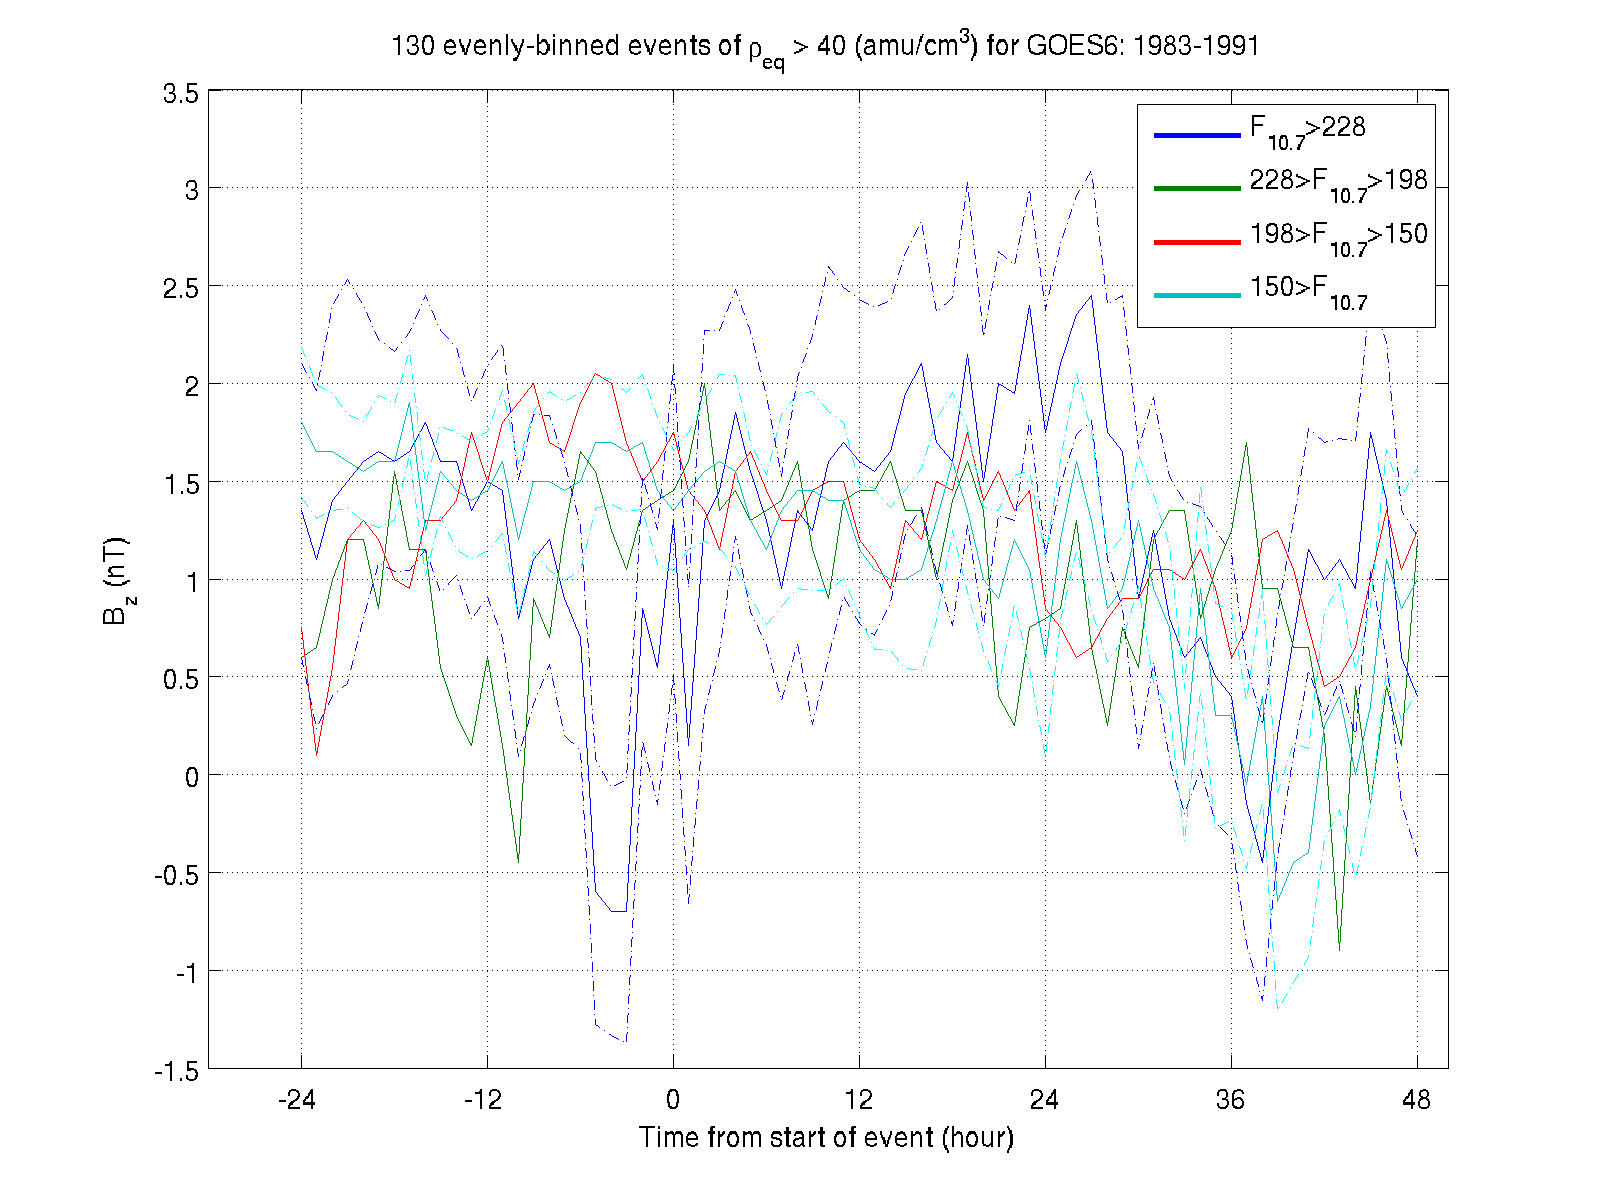 130 evenly-binned events of ρeq > 40 (amu/cm³) for GOES6: 1983-1991
3.5
3
2.5
2
1.5
1
0.5
0
-0.5
-1
-1.5
Bz (nT)
F10.7>228
228>F10.7>198
198>F10.7>150
150>F10.7
-24
-12
0
12
24
36
48
Time from start of event (hour)